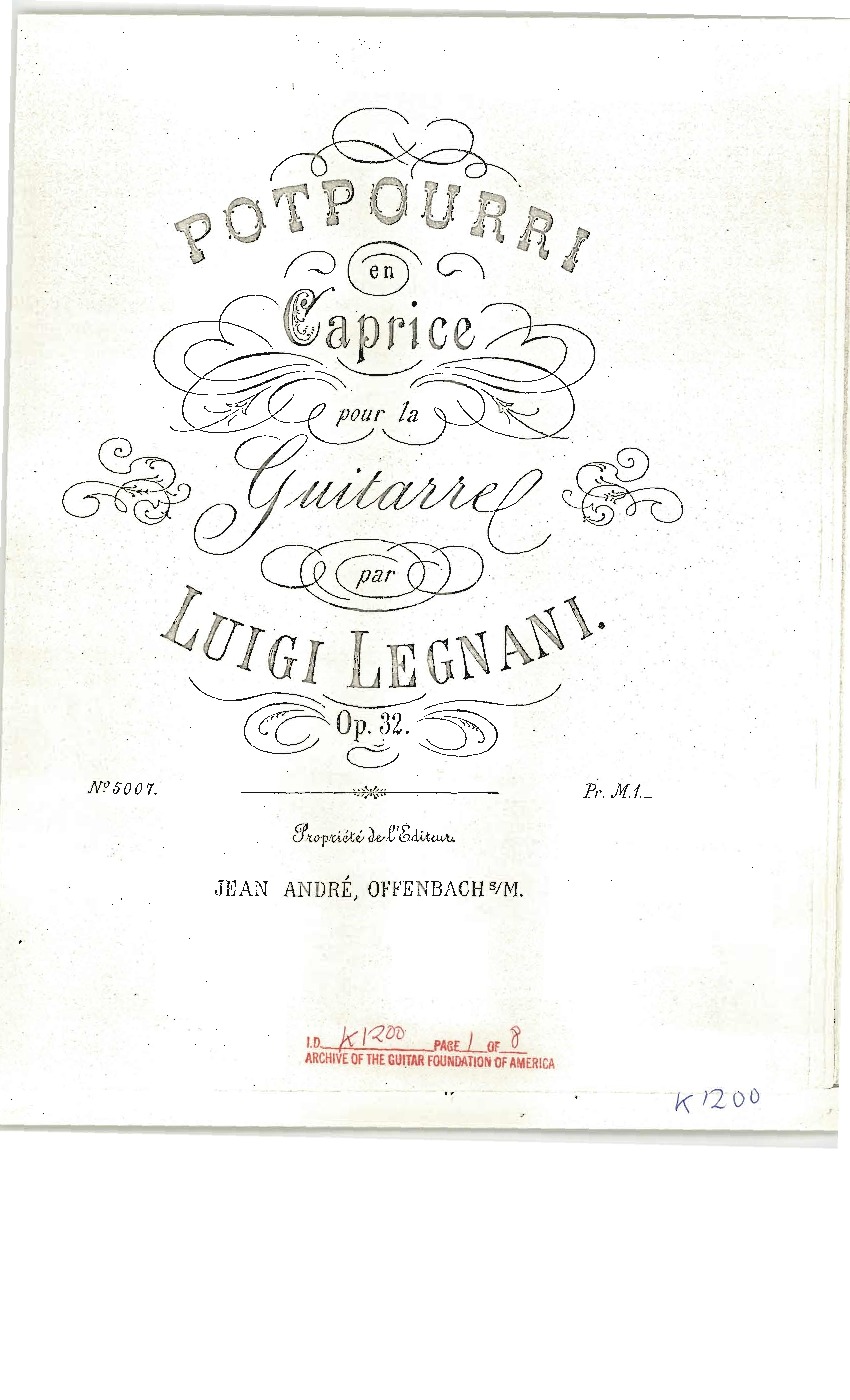 POTPOURRI
en
Caprice
pour la
Guitarre
par
LUIGI LEGNANI.
Op. 32.
Nº 5007.
Pr. M.1._
Propriété de l'Éditeur.
JEAN ANDRÉ, OFFENBACH a/M.
I.D. K1200 PAGE 1 OF 8
ARCHIVE OF THE GUITAR FOUNDATION OF AMERICA
K1200